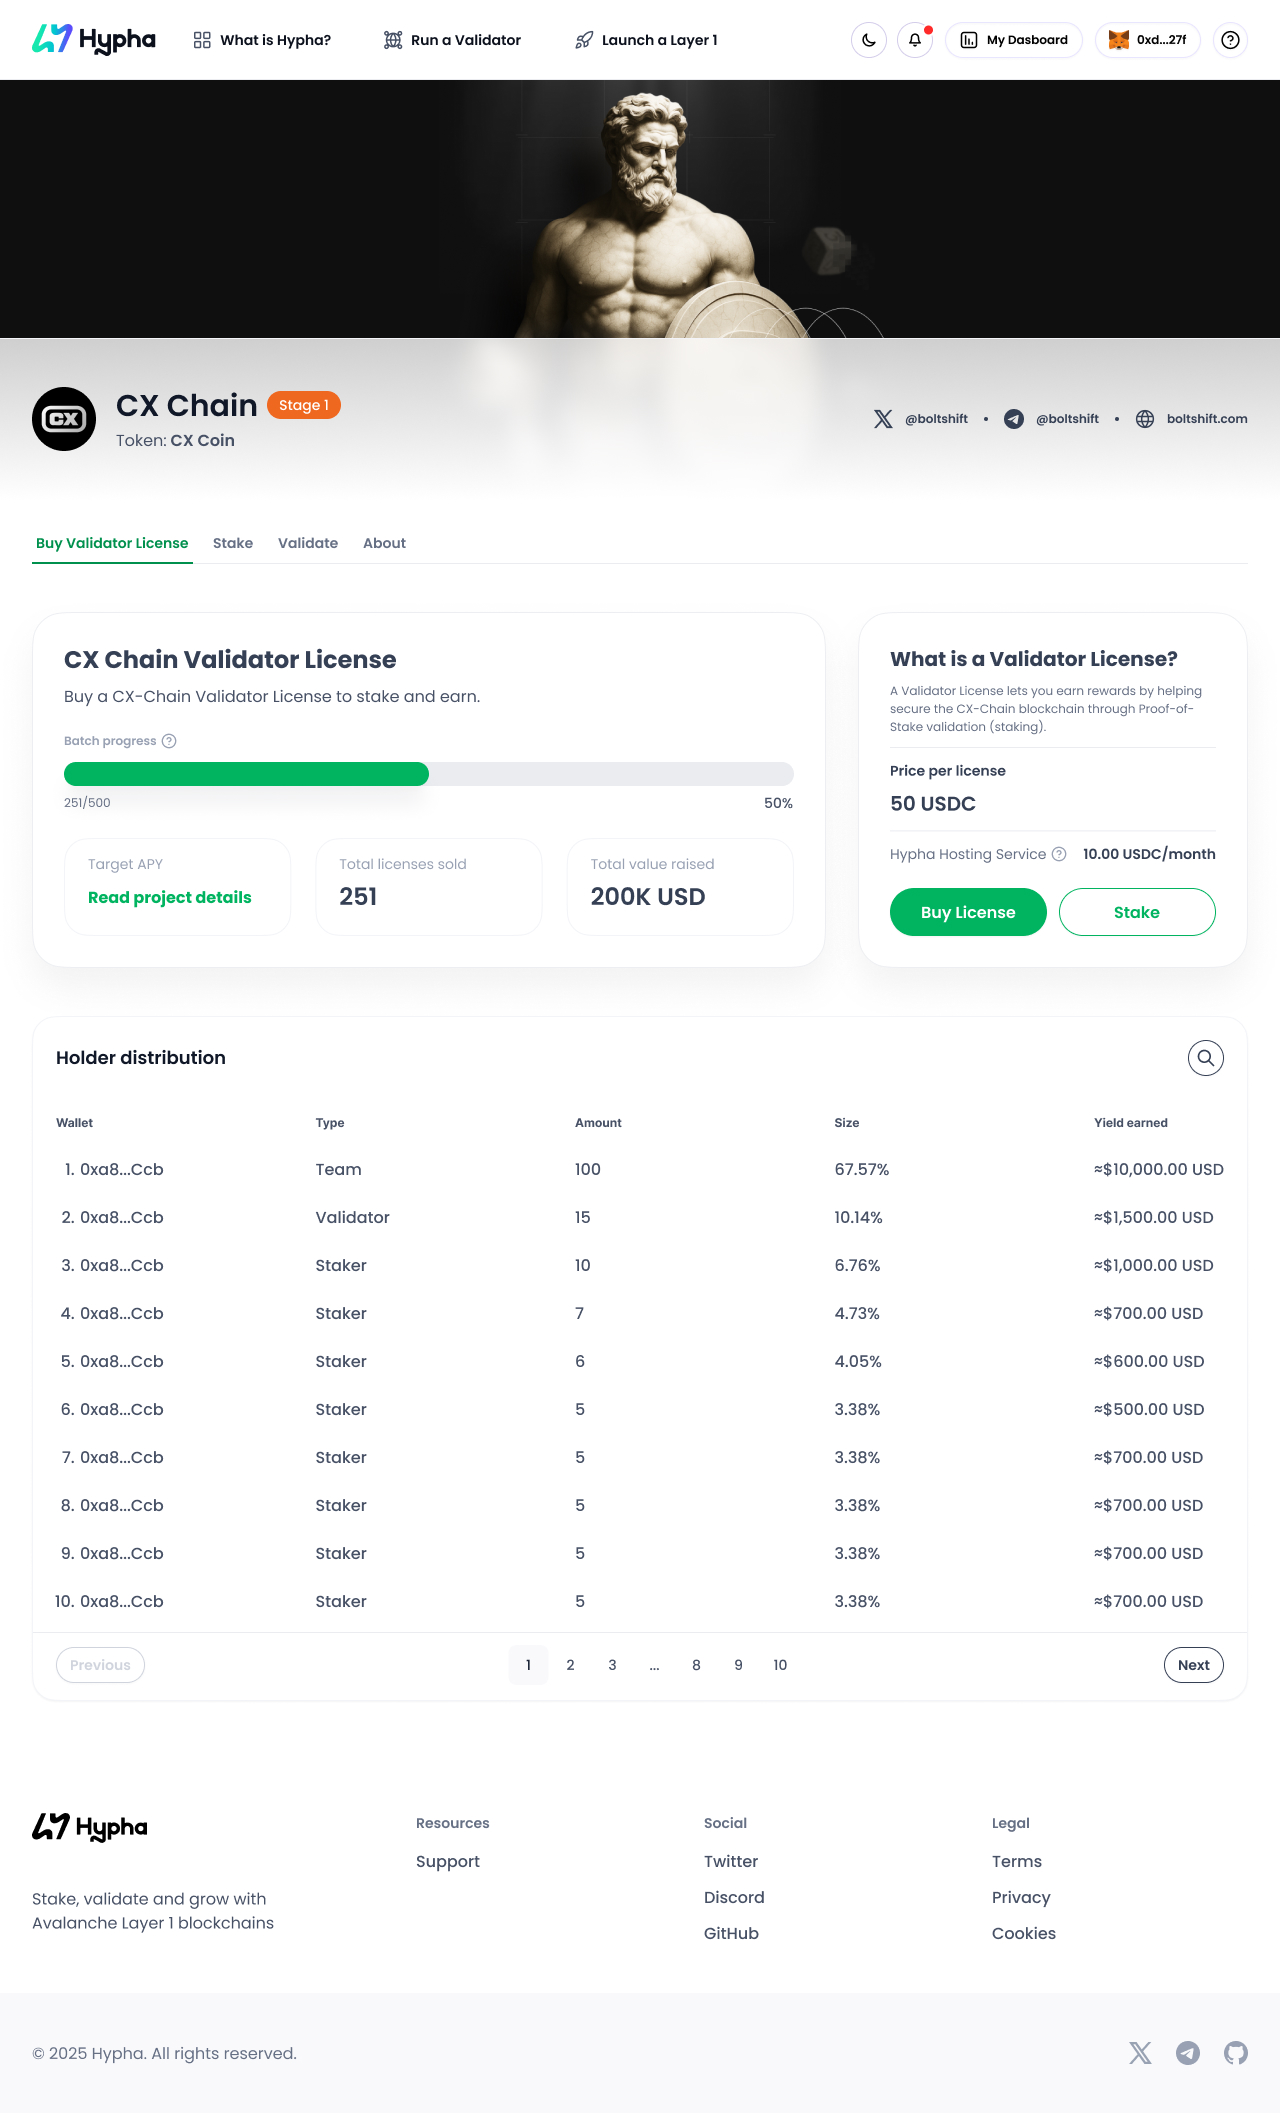 Hypha
What is Hypha?
Run a Validator
Launch a Layer 1
My Dasboard
0xd...27f
CX
CX Chain
Stage 1
Token: CX Coin
@boltshift • @boltshift • boltshift.com
Buy Validator License
Stake
Validate
About
CX Chain Validator License
Buy a CX-Chain Validator License to stake and earn.
Batch progress
251/500
50%
Target APY
Read project details
Total licenses sold
251
Total value raised
200K USD
What is a Validator License?
A Validator License lets you earn rewards by helping
secure the CX-Chain blockchain through Proof-of-
Stake validation (staking).
Price per license
50 USDC
Hypha Hosting Service 10.00 USDC/month
Buy License
Stake
Holder distribution
Wallet Type Amount Size Yield earned
1. 0xa8...Ccb Team 100 67.57% ≈$10,000.00 USD
2. 0xa8...Ccb Validator 15 10.14% ≈$1,500.00 USD
3. 0xa8...Ccb Staker 10 6.76% ≈$1,000.00 USD
4. 0xa8...Ccb Staker 7 4.73% ≈$700.00 USD
5. 0xa8...Ccb Staker 6 4.05% ≈$600.00 USD
6. 0xa8...Ccb Staker 5 3.38% ≈$500.00 USD
7. 0xa8...Ccb Staker 5 3.38% ≈$700.00 USD
8. 0xa8...Ccb Staker 5 3.38% ≈$700.00 USD
9. 0xa8...Ccb Staker 5 3.38% ≈$700.00 USD
10. 0xa8...Ccb Staker 5 3.38% ≈$700.00 USD
Previous 1 2 3 ... 8 9 10 Next
Hypha
Stake, validate and grow with
Avalanche Layer 1 blockchains
Resources
Support
Social
Twitter
Discord
GitHub
Legal
Terms
Privacy
Cookies
© 2025 Hypha. All rights reserved.